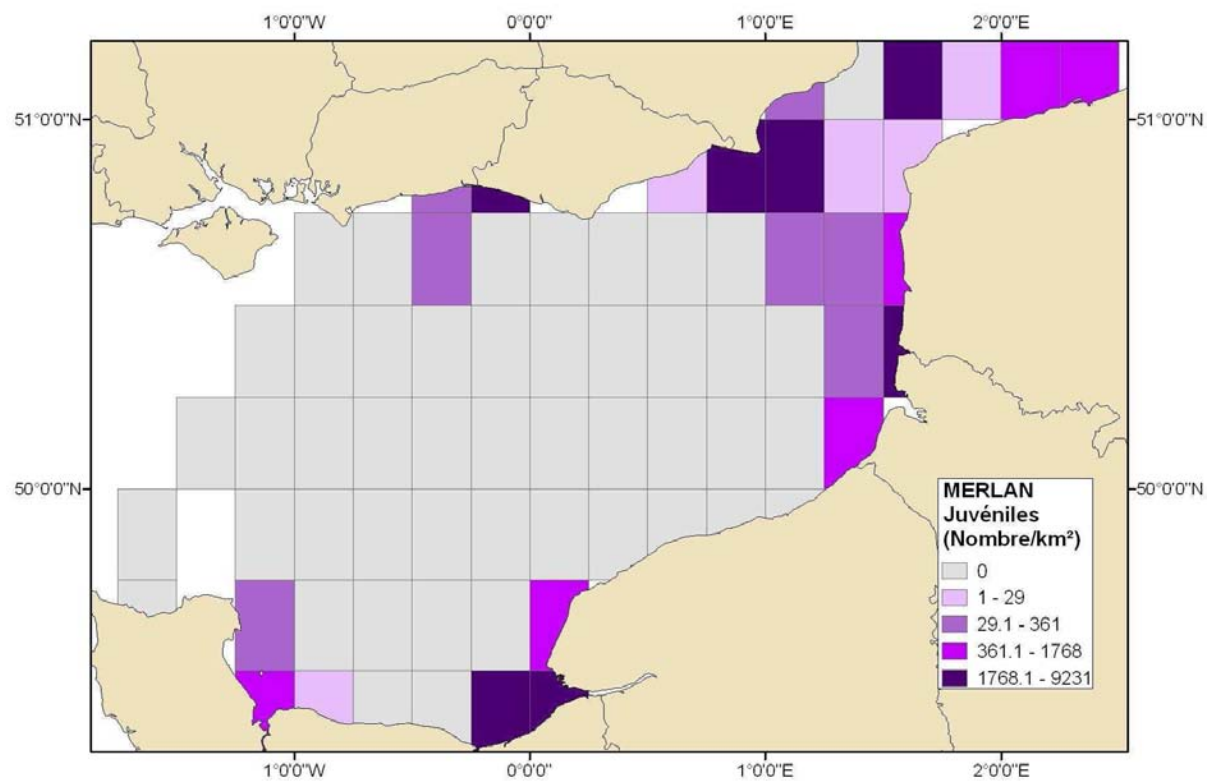 1°0'0"W 0°0'0" 1°0'0"E 2°0'0"E
51°0'0"N 51°0'0"N
50°0'0"N 50°0'0"N
MERLAN
Juvéniles
(Nombre/km²)
0
1 - 29
29.1 - 361
361.1 - 1768
1768.1 - 9231
1°0'0"W 0°0'0" 1°0'0"E 2°0'0"E